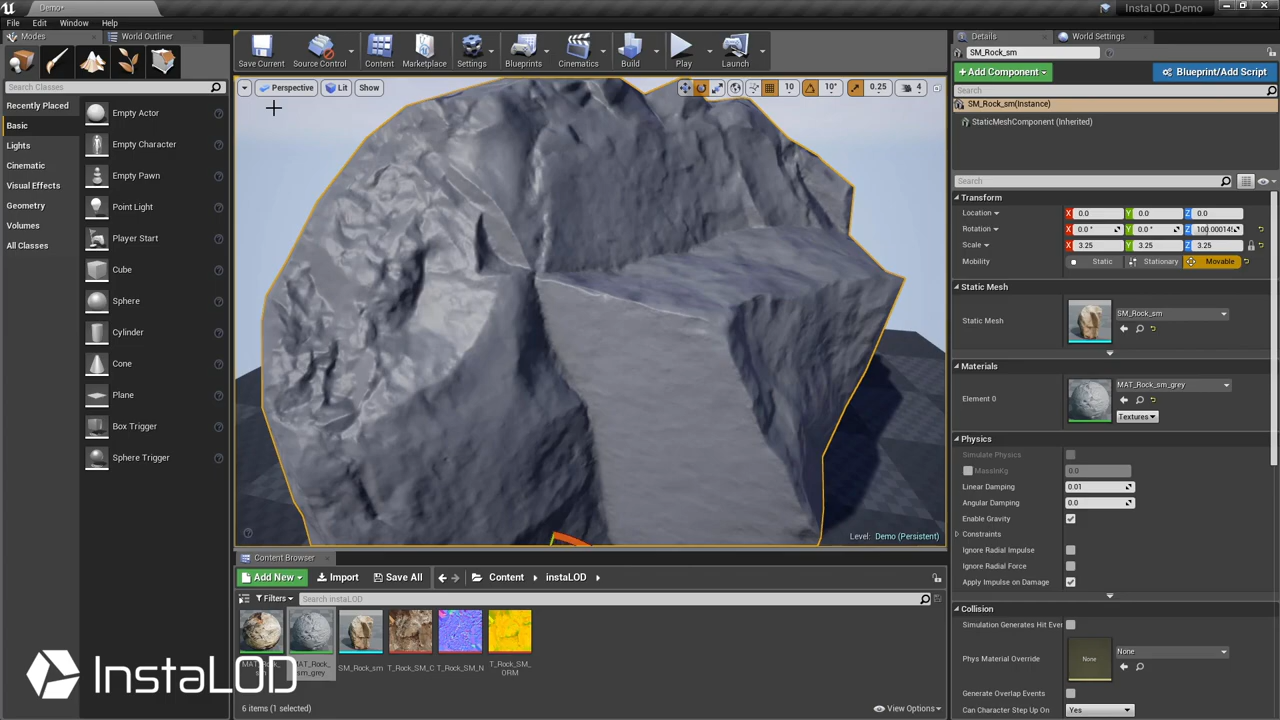 Demo•
InstaLOD_Demo
File Edit Window Help
Modes
World Outliner
Search Classes
Recently Placed
Basic
Lights
Cinematic
Visual Effects
Geometry
Volumes
All Classes
Empty Actor
Empty Character
Empty Pawn
Point Light
Player Start
Cube
Sphere
Cylinder
Cone
Plane
Box Trigger
Sphere Trigger
Save Current
Source Control
Content
Marketplace
Settings
Blueprints
Cinematics
Build
Play
Launch
Perspective
Lit
Show
10
10°
0.25
4
Level: Demo (Persistent)
Content Browser
Add New
Import
Save All
Content
instaLOD
Filters
Search instaLOD
MAT_Rock_
MAT_Rock_
sm_grey
SM_Rock_sm
T_Rock_SM_C
T_Rock_SM_N
T_Rock_SM_
ORM
6 items (1 selected)
View Options
InstaLOD
Details
World Settings
SM_Rock_sm
+Add Component
Blueprint/Add Script
Search
SM_Rock_sm(Instance)
StaticMeshComponent (Inherited)
Search
Transform
Location X 0.0 Y 0.0 Z 0.0
Rotation X 0.0 ° Y 0.0 ° Z
Scale X 3.25 Y 3.25 Z 3.25
Mobility Static Stationary Movable
Static Mesh
Static Mesh
SM_Rock_sm
Materials
Element 0
MAT_Rock_sm_grey
Textures
Physics
Simulate Physics
MassInKg 0.0
Linear Damping 0.01
Angular Damping 0.0
Enable Gravity
Constraints
Ignore Radial Impulse
Ignore Radial Force
Apply Impulse on Damage
Collision
Simulation Generates Hit Ever
Phys Material Override
None
None
Generate Overlap Events
Can Character Step Up On Yes